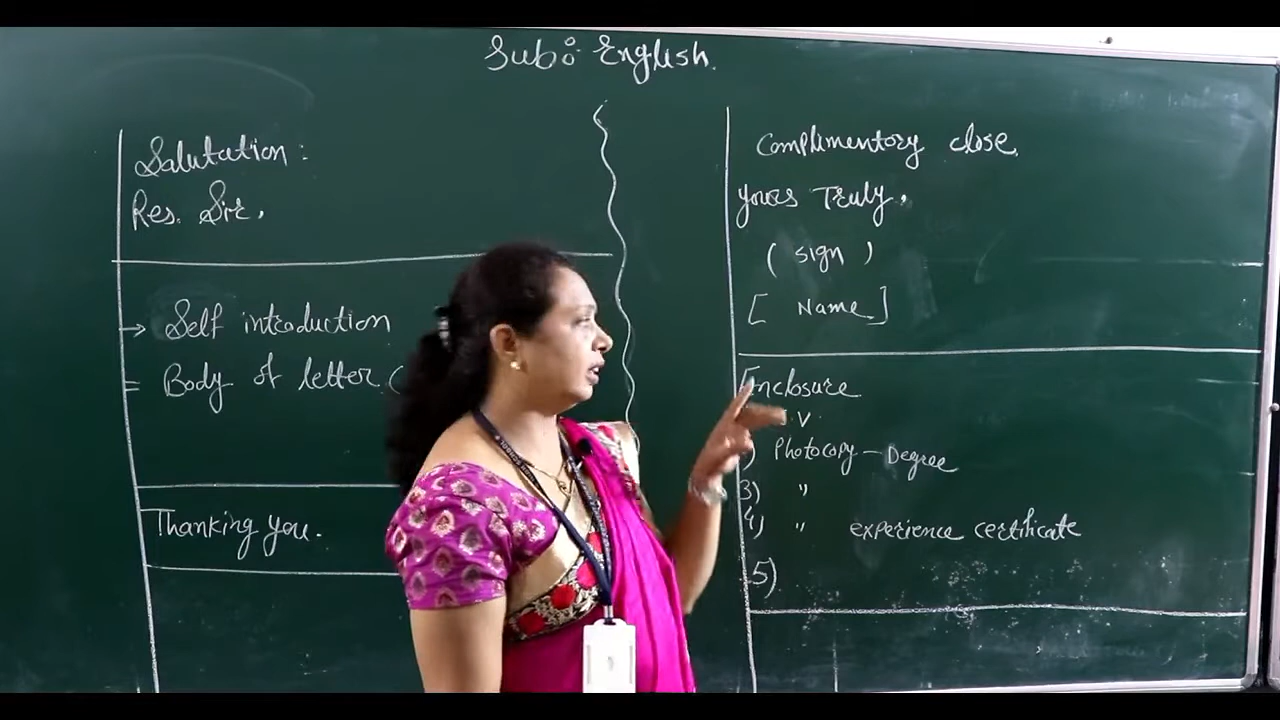 Sub: English.
Salutation:
Res. Sir,
→ Self introduction
= Body of letter (
Thanking you.
Complimentory close,
yours Truly,
( sign )
[ Name ]
Enclosure
V
) Photocopy – Degree
3) "
4) " experience certificate
5)